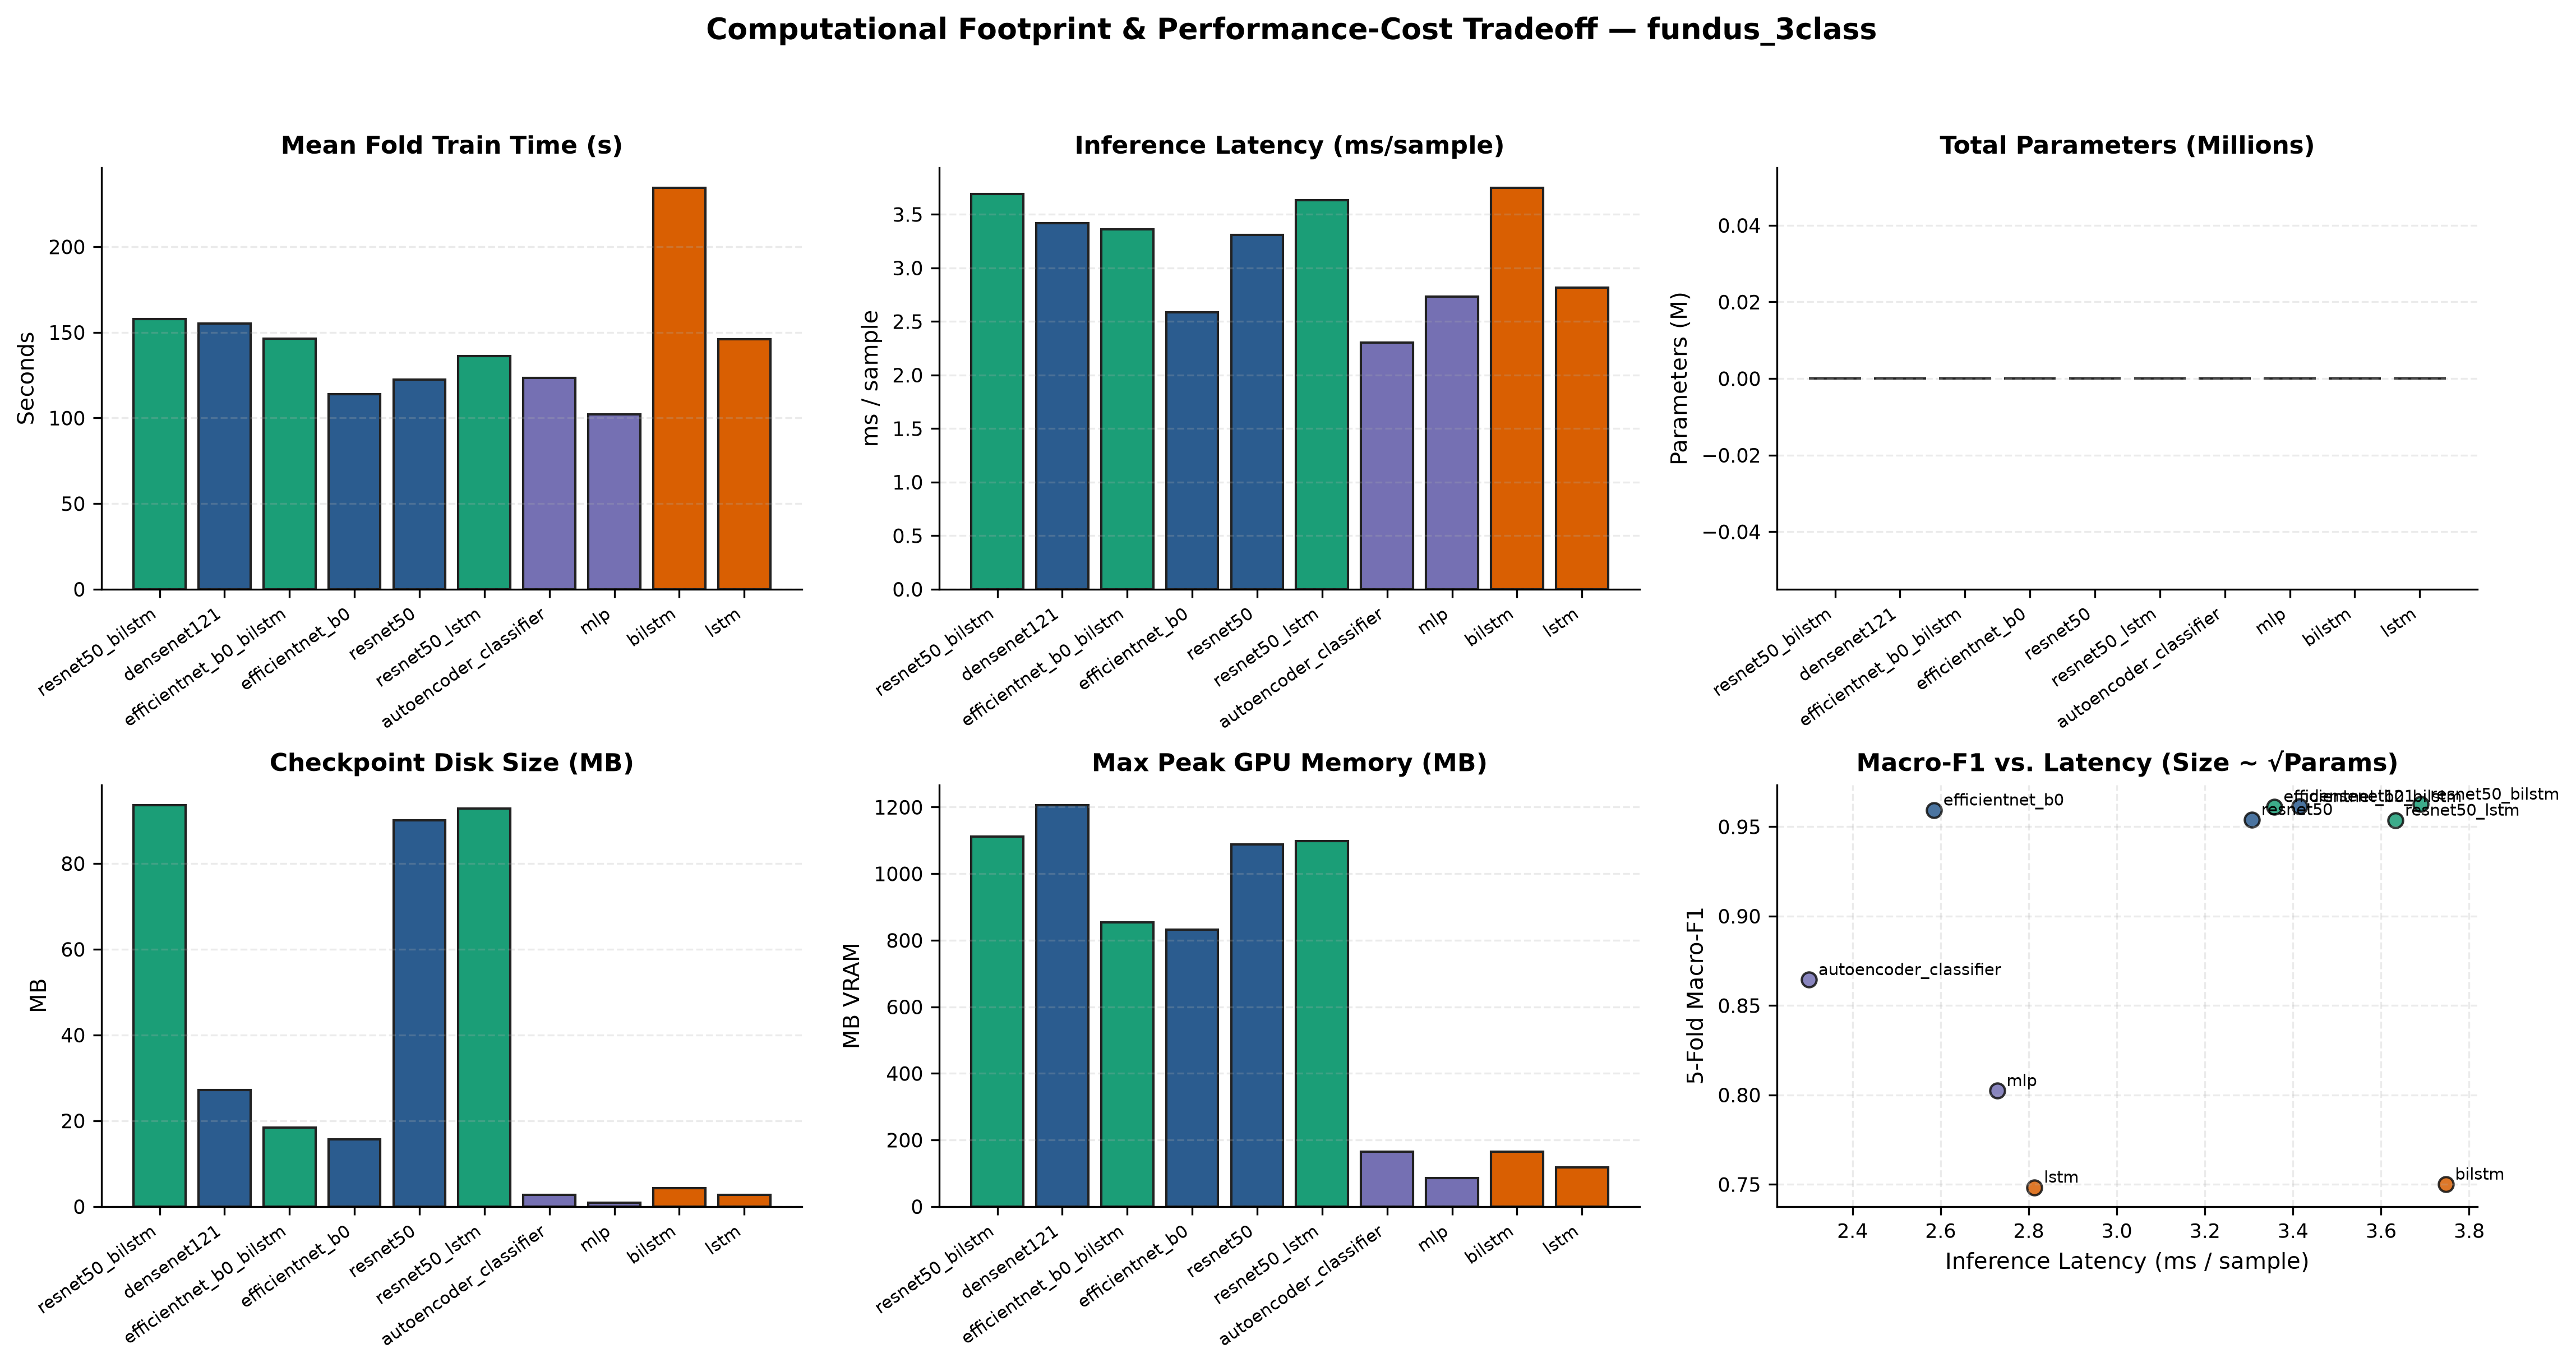 Computational Footprint & Performance-Cost Tradeoff — fundus_3class
Mean Fold Train Time (s)
Seconds
200
150
100
50
0
resnet50_bilstm
densenet121
efficientnet_b0_bilstm
efficientnet_b0
resnet50
resnet50_lstm
autoencoder_classifier
mlp
bilstm
lstm
Inference Latency (ms/sample)
ms / sample
3.5
3.0
2.5
2.0
1.5
1.0
0.5
0.0
resnet50_bilstm
densenet121
efficientnet_b0_bilstm
efficientnet_b0
resnet50
resnet50_lstm
autoencoder_classifier
mlp
bilstm
lstm
Total Parameters (Millions)
Parameters (M)
0.04
0.02
0.00
−0.02
−0.04
resnet50_bilstm
densenet121
efficientnet_b0_bilstm
efficientnet_b0
resnet50
resnet50_lstm
autoencoder_classifier
mlp
bilstm
lstm
Checkpoint Disk Size (MB)
MB
80
60
40
20
0
resnet50_bilstm
densenet121
efficientnet_b0_bilstm
efficientnet_b0
resnet50
resnet50_lstm
autoencoder_classifier
mlp
bilstm
lstm
Max Peak GPU Memory (MB)
MB VRAM
1200
1000
800
600
400
200
0
resnet50_bilstm
densenet121
efficientnet_b0_bilstm
efficientnet_b0
resnet50
resnet50_lstm
autoencoder_classifier
mlp
bilstm
lstm
Macro-F1 vs. Latency (Size ~ √Params)
5-Fold Macro-F1
0.95
0.90
0.85
0.80
0.75
efficientnet_b0
efficientnet_b0_bilstm
densenet121
resnet50_bilstm
resnet50
resnet50_lstm
autoencoder_classifier
mlp
lstm
bilstm
2.4 2.6 2.8 3.0 3.2 3.4 3.6 3.8
Inference Latency (ms / sample)